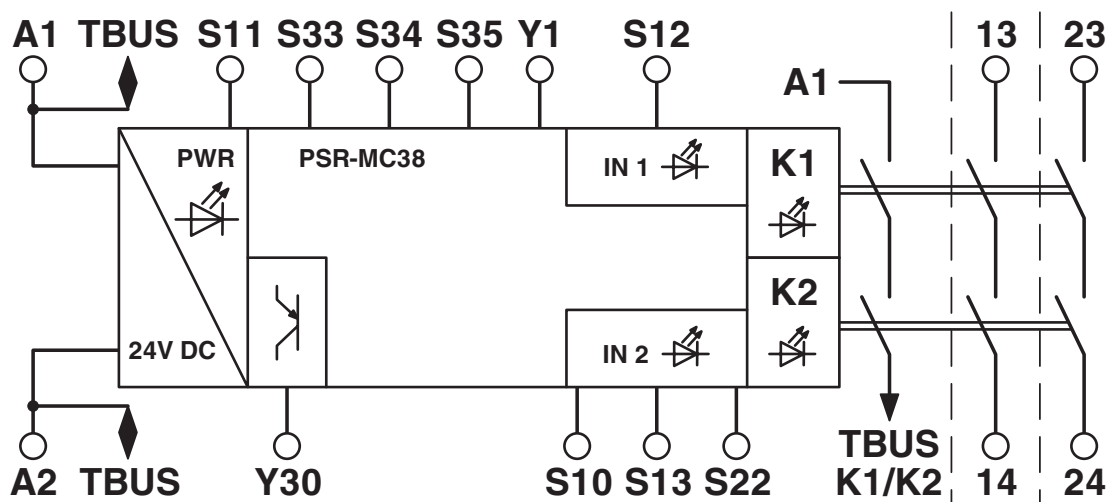 A1 TBUS S11 S33 S34 S35 Y1 S12 13 23
A1
PWR PSR-MC38 IN 1 K1
K2
24V DC IN 2
TBUS
A2 TBUS Y30 S10 S13 S22 K1/K2 14 24